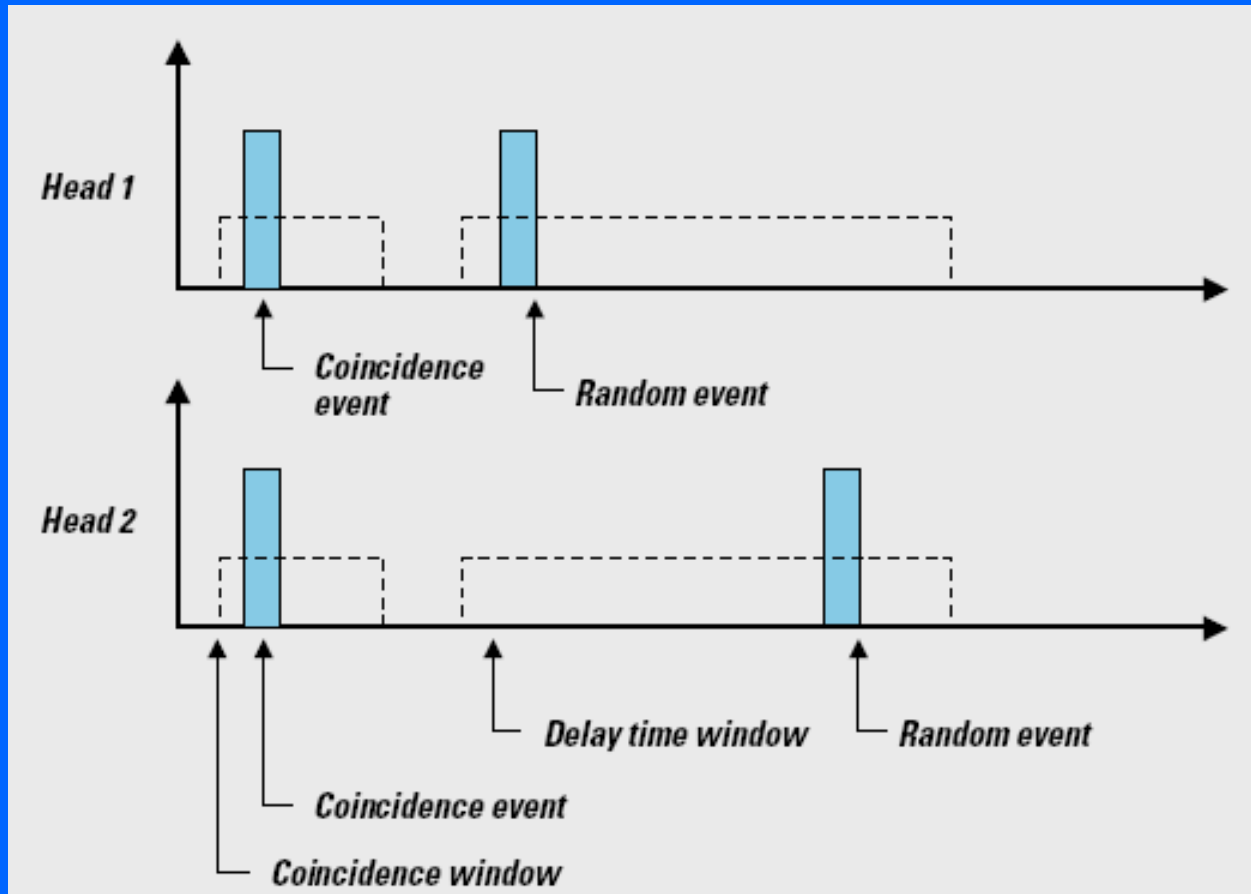 Head 1
Coincidence
event
Random event
Head 2
Delay time window
Random event
Coincidence event
Coincidence window